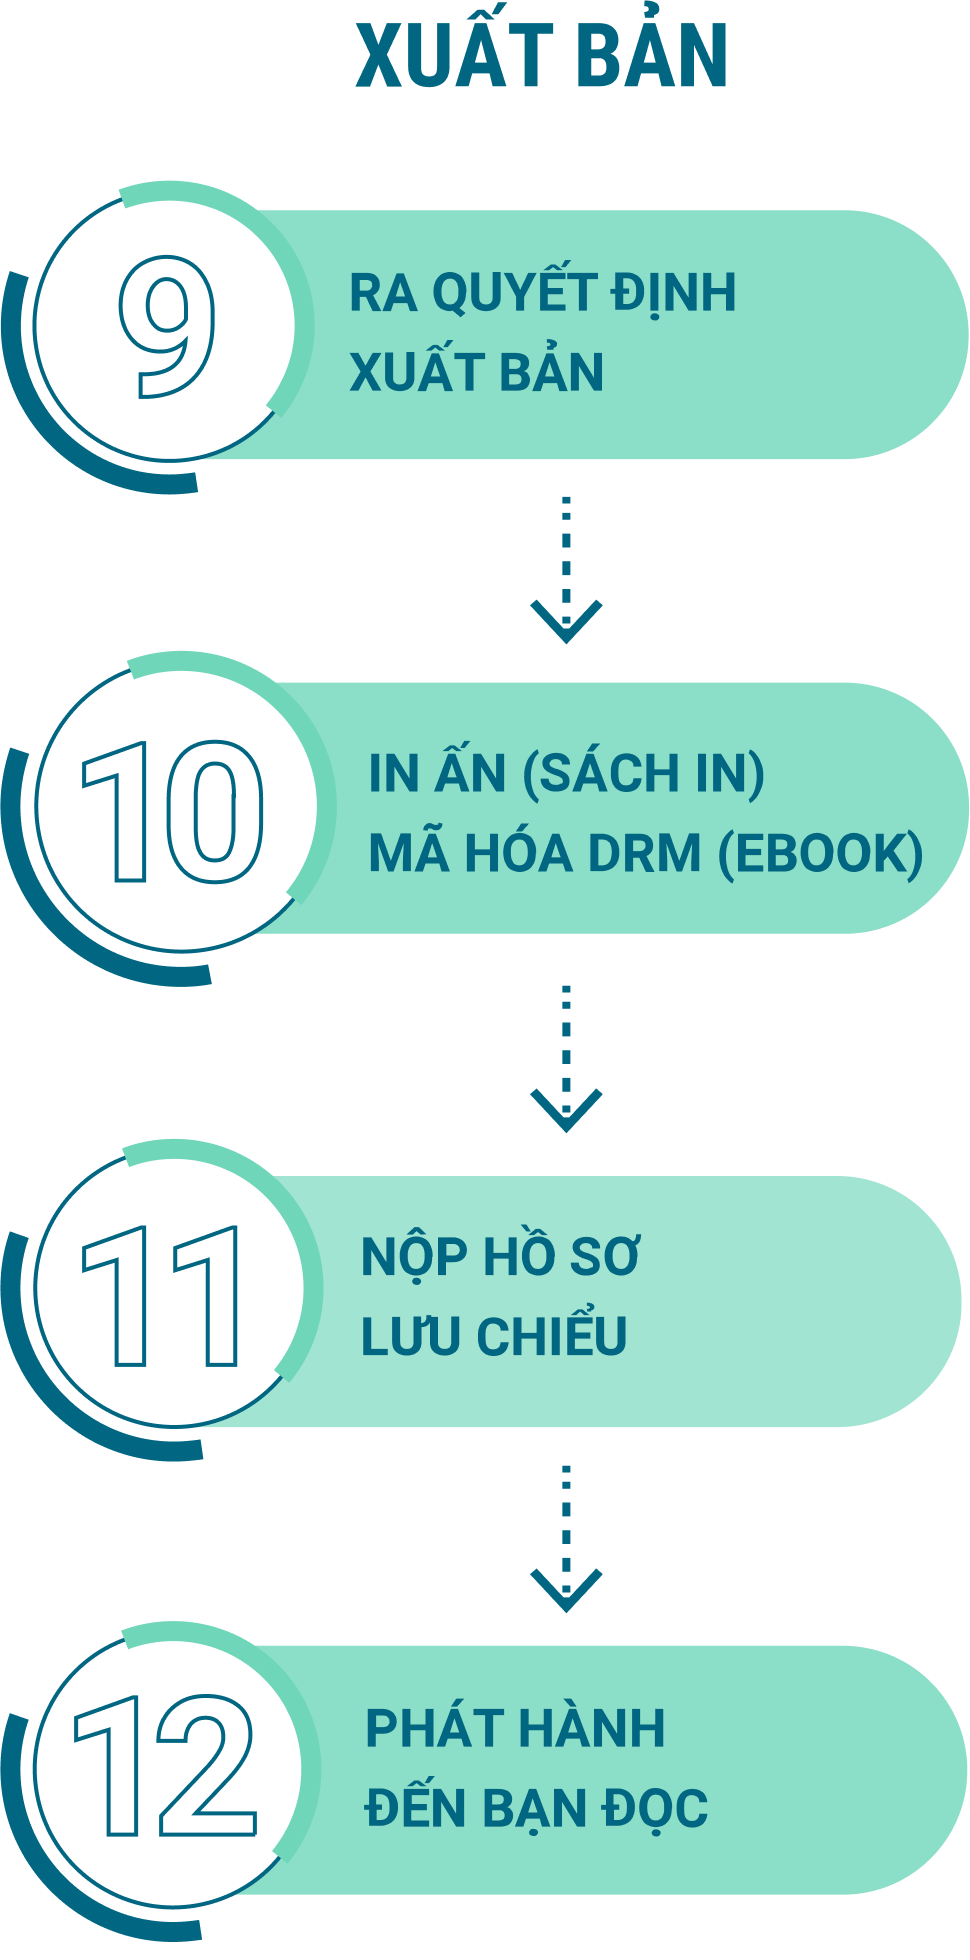 XUẤT BẢN
9
RA QUYẾT ĐỊNH
XUẤT BẢN
10
IN ẤN (SÁCH IN)
MÃ HÓA DRM (EBOOK)
11
NỘP HỒ SƠ
LƯU CHIỂU
12
PHÁT HÀNH
ĐẾN BẠN ĐỌC